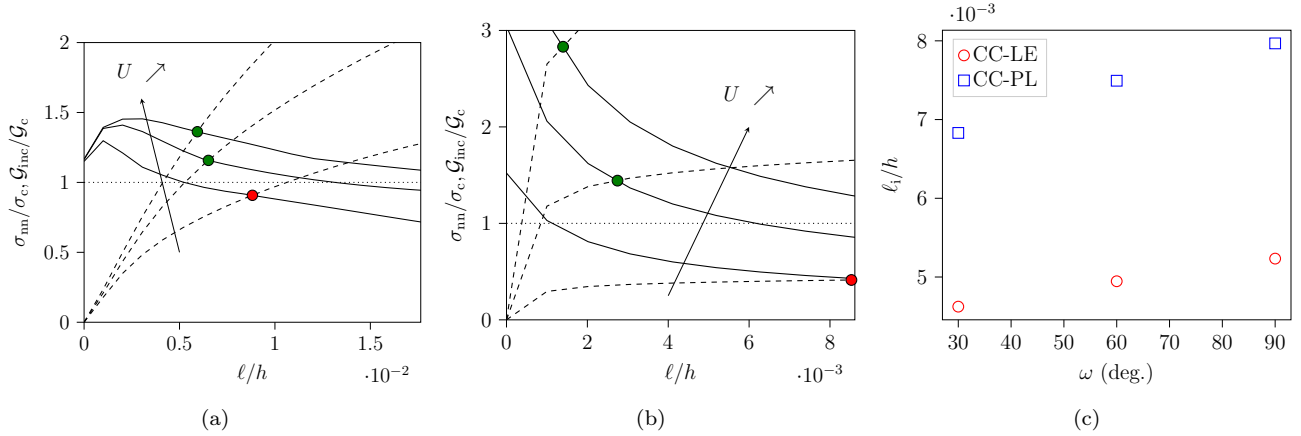 2
1.5
1
0.5
0
0
0.5
1
1.5
·10⁻²
ℓ/h
σnn/σc, 𝒢inc/𝒢c
U ↗
(a)
3
2
1
0
0
2
4
6
8
·10⁻³
ℓ/h
σnn/σc, 𝒢inc/𝒢c
U ↗
(b)
·10⁻³
8
7
6
5
4
30
40
50
60
70
80
90
ω (deg.)
ℓi/h
CC-LE
CC-PL
(c)